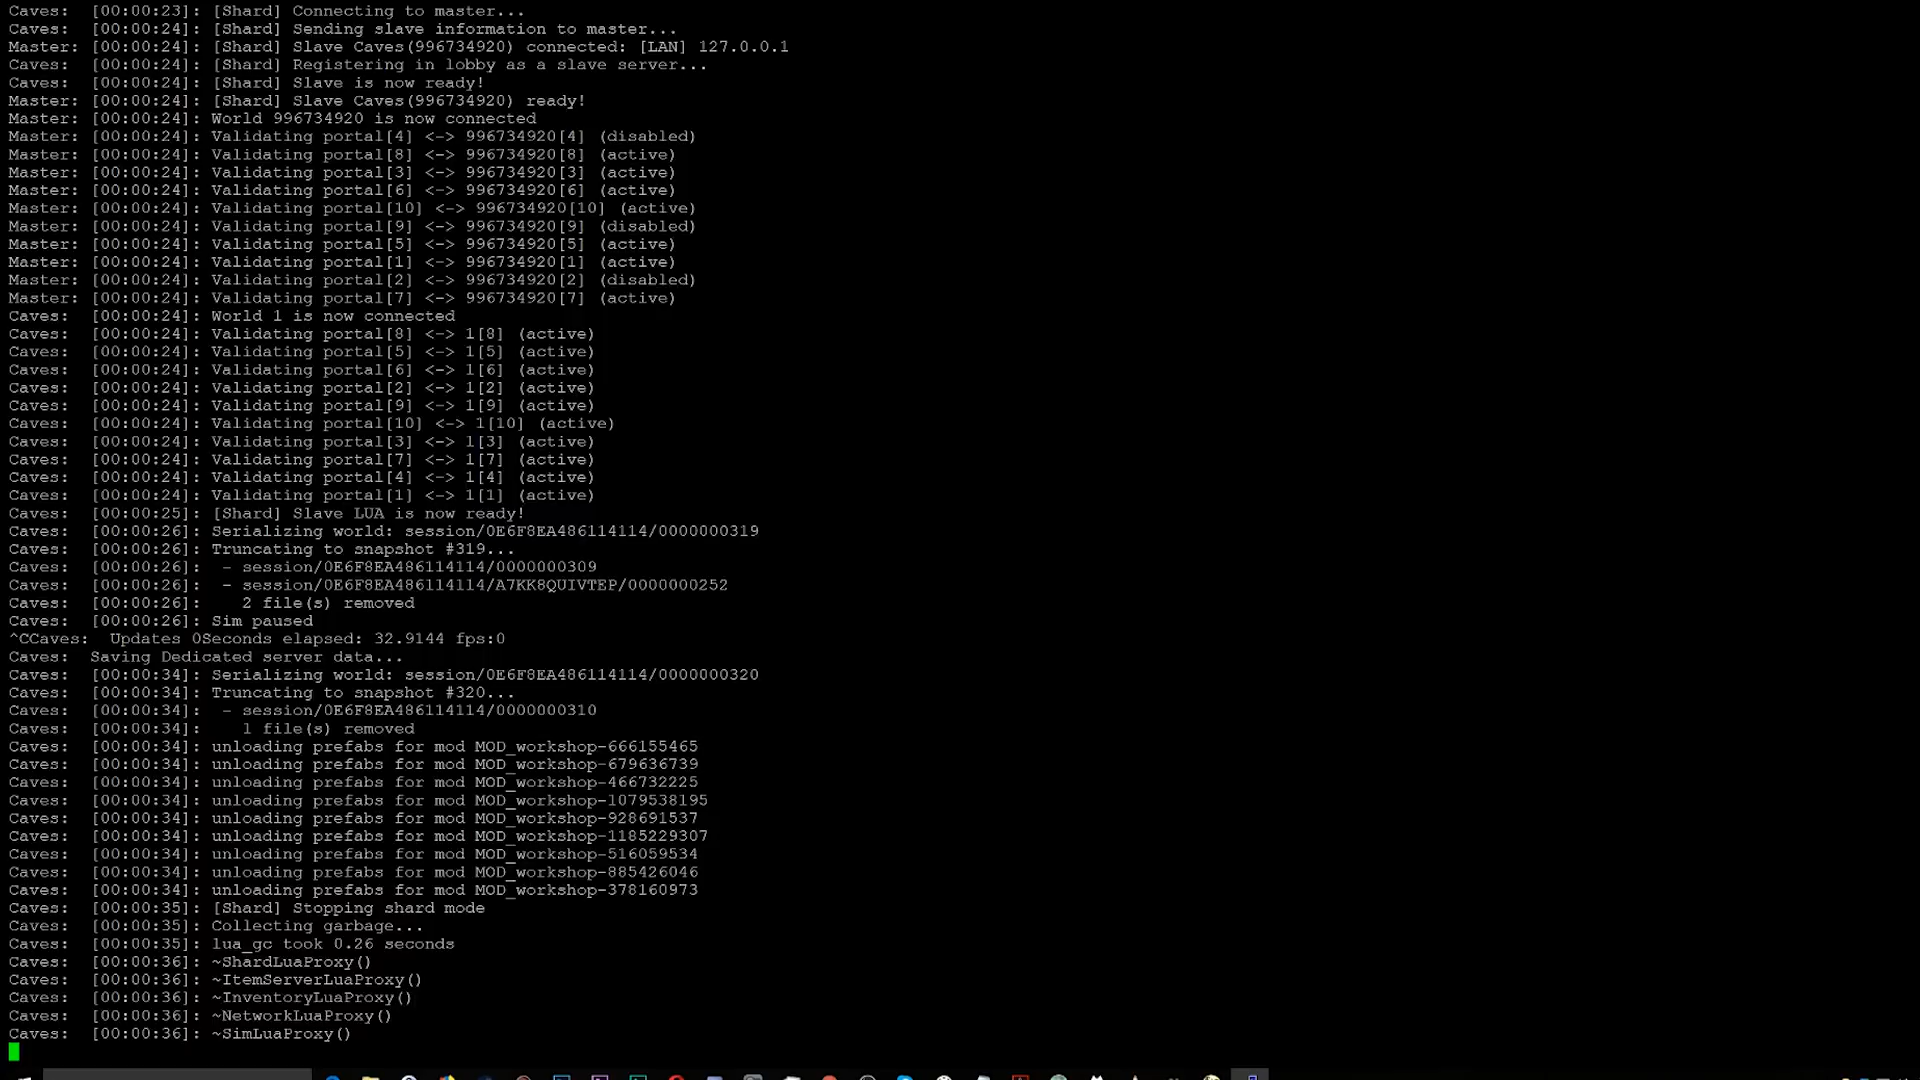 Caves:  [00:00:23]: [Shard] Connecting to master...
Caves:  [00:00:24]: [Shard] Sending slave information to master...
Master: [00:00:24]: [Shard] Slave Caves(996734920) connected: [LAN] 127.0.0.1
Caves:  [00:00:24]: [Shard] Registering in lobby as a slave server...
Caves:  [00:00:24]: [Shard] Slave is now ready!
Master: [00:00:24]: [Shard] Slave Caves(996734920) ready!
Master: [00:00:24]: World 996734920 is now connected
Master: [00:00:24]: Validating portal[4] <-> 996734920[4] (disabled)
Master: [00:00:24]: Validating portal[8] <-> 996734920[8] (active)
Master: [00:00:24]: Validating portal[3] <-> 996734920[3] (active)
Master: [00:00:24]: Validating portal[6] <-> 996734920[6] (active)
Master: [00:00:24]: Validating portal[10] <-> 996734920[10] (active)
Master: [00:00:24]: Validating portal[9] <-> 996734920[9] (disabled)
Master: [00:00:24]: Validating portal[5] <-> 996734920[5] (active)
Master: [00:00:24]: Validating portal[1] <-> 996734920[1] (active)
Master: [00:00:24]: Validating portal[2] <-> 996734920[2] (disabled)
Master: [00:00:24]: Validating portal[7] <-> 996734920[7] (active)
Caves:  [00:00:24]: World 1 is now connected
Caves:  [00:00:24]: Validating portal[8] <-> 1[8] (active)
Caves:  [00:00:24]: Validating portal[5] <-> 1[5] (active)
Caves:  [00:00:24]: Validating portal[6] <-> 1[6] (active)
Caves:  [00:00:24]: Validating portal[2] <-> 1[2] (active)
Caves:  [00:00:24]: Validating portal[9] <-> 1[9] (active)
Caves:  [00:00:24]: Validating portal[10] <-> 1[10] (active)
Caves:  [00:00:24]: Validating portal[3] <-> 1[3] (active)
Caves:  [00:00:24]: Validating portal[7] <-> 1[7] (active)
Caves:  [00:00:24]: Validating portal[4] <-> 1[4] (active)
Caves:  [00:00:24]: Validating portal[1] <-> 1[1] (active)
Caves:  [00:00:25]: [Shard] Slave LUA is now ready!
Caves:  [00:00:26]: Serializing world: session/0E6F8EA486114114/0000000319
Caves:  [00:00:26]: Truncating to snapshot #319...
Caves:  [00:00:26]:  - session/0E6F8EA486114114/0000000309
Caves:  [00:00:26]:  - session/0E6F8EA486114114/A7KK8QUIVTEP/0000000252
Caves:  [00:00:26]:    2 file(s) removed
Caves:  [00:00:26]: Sim paused
^CCaves:  Updates 0Seconds elapsed: 32.9144 fps:0
Caves:  Saving Dedicated server data...
Caves:  [00:00:34]: Serializing world: session/0E6F8EA486114114/0000000320
Caves:  [00:00:34]: Truncating to snapshot #320...
Caves:  [00:00:34]:  - session/0E6F8EA486114114/0000000310
Caves:  [00:00:34]:    1 file(s) removed
Caves:  [00:00:34]: unloading prefabs for mod MOD_workshop-666155465
Caves:  [00:00:34]: unloading prefabs for mod MOD_workshop-679636739
Caves:  [00:00:34]: unloading prefabs for mod MOD_workshop-466732225
Caves:  [00:00:34]: unloading prefabs for mod MOD_workshop-1079538195
Caves:  [00:00:34]: unloading prefabs for mod MOD_workshop-928691537
Caves:  [00:00:34]: unloading prefabs for mod MOD_workshop-1185229307
Caves:  [00:00:34]: unloading prefabs for mod MOD_workshop-516059534
Caves:  [00:00:34]: unloading prefabs for mod MOD_workshop-885426046
Caves:  [00:00:34]: unloading prefabs for mod MOD_workshop-378160973
Caves:  [00:00:35]: [Shard] Stopping shard mode
Caves:  [00:00:35]: Collecting garbage...
Caves:  [00:00:35]: lua_gc took 0.26 seconds
Caves:  [00:00:36]: ~ShardLuaProxy()
Caves:  [00:00:36]: ~ItemServerLuaProxy()
Caves:  [00:00:36]: ~InventoryLuaProxy()
Caves:  [00:00:36]: ~NetworkLuaProxy()
Caves:  [00:00:36]: ~SimLuaProxy()